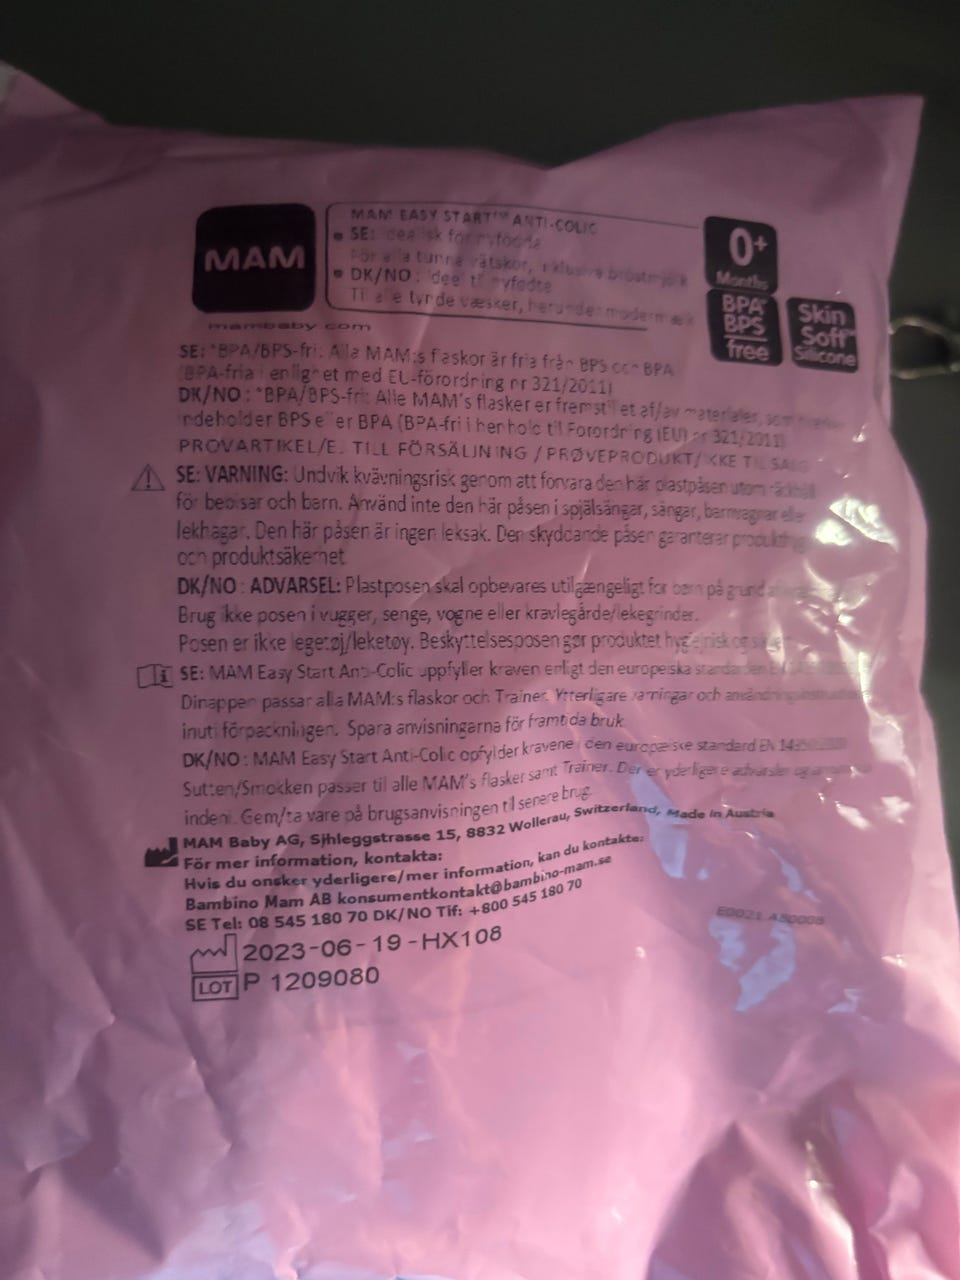 MAM
MAM EASY START™ ANTI-COLIC
SE: Idealisk för nyfödda
För alla tunna vätskor, inklusive bröstmjölk
DK/NO: Ideel til nyfødte
Til alle tynde væsker, herunder modermælk
0+
Months
BPA*
BPS
free
Skin
Soft™
Silicone
mambaby.com
SE: *BPA/BPS-fri: Alla MAM:s flaskor är fria från BPS och BPA
(BPA-fria i enlighet med EU-förordning nr 321/2011)
DK/NO: *BPA/BPS-fri: Alle MAM's flasker er fremstillet af/av materialer, som
indeholder BPS eller BPA (BPA-fri i henhold til Forordning (EU) nr 321/2011)
PROVARTIKEL/EJ TILL FÖRSÄLJNING / PRØVEPRODUKT/IKKE TIL SALG
SE: VARNING: Undvik kvävningsrisk genom att förvara den här plastpåsen utom räckhåll
för bebisar och barn. Använd inte den här påsen i spjälsängar, sängar, barnvagnar eller
lekhagar. Den här påsen är ingen leksak. Den skyddande påsen garanterar
och produktsäkerhet.
DK/NO: ADVARSEL: Plastposen skal opbevares utilgængeligt for børn på grund af
Brug ikke posen i vugger, senge, vogne eller kravlegårde/lekegrinder.
Posen er ikke legetøj/leketøy. Beskyttelsesposen gør produktet hygiejnisk og sikkert
SE: MAM Easy Start Anti-Colic uppfyller kraven enligt den europeiska standarden EN
Dinappen passar alla MAM:s flaskor och Trainer. Ytterligare varningar och
inuti förpackningen. Spara anvisningarna för framtida bruk.
DK/NO: MAM Easy Start Anti-Colic opfylder kravene i den europæiske standard EN
Sutten/Smokken passer til alle MAM's flasker samt Trainer. Der er yderligere advarsler og
indeni. Gem/ta vare på brugsanvisningen til senere brug.
MAM Baby AG, Sihleggstrasse 15, 8832 Wollerau, Switzerland, Made in Austria
För mer information, kontakta:
Hvis du ønsker yderligere/mer information, kan du kontakte:
Bambino Mam AB konsumentkontakt@bambino-mam.se
SE Tel: 08 545 180 70 DK/NO Tlf: +800 545 180 70
2023-06-19-HX108
LOT P 1209080